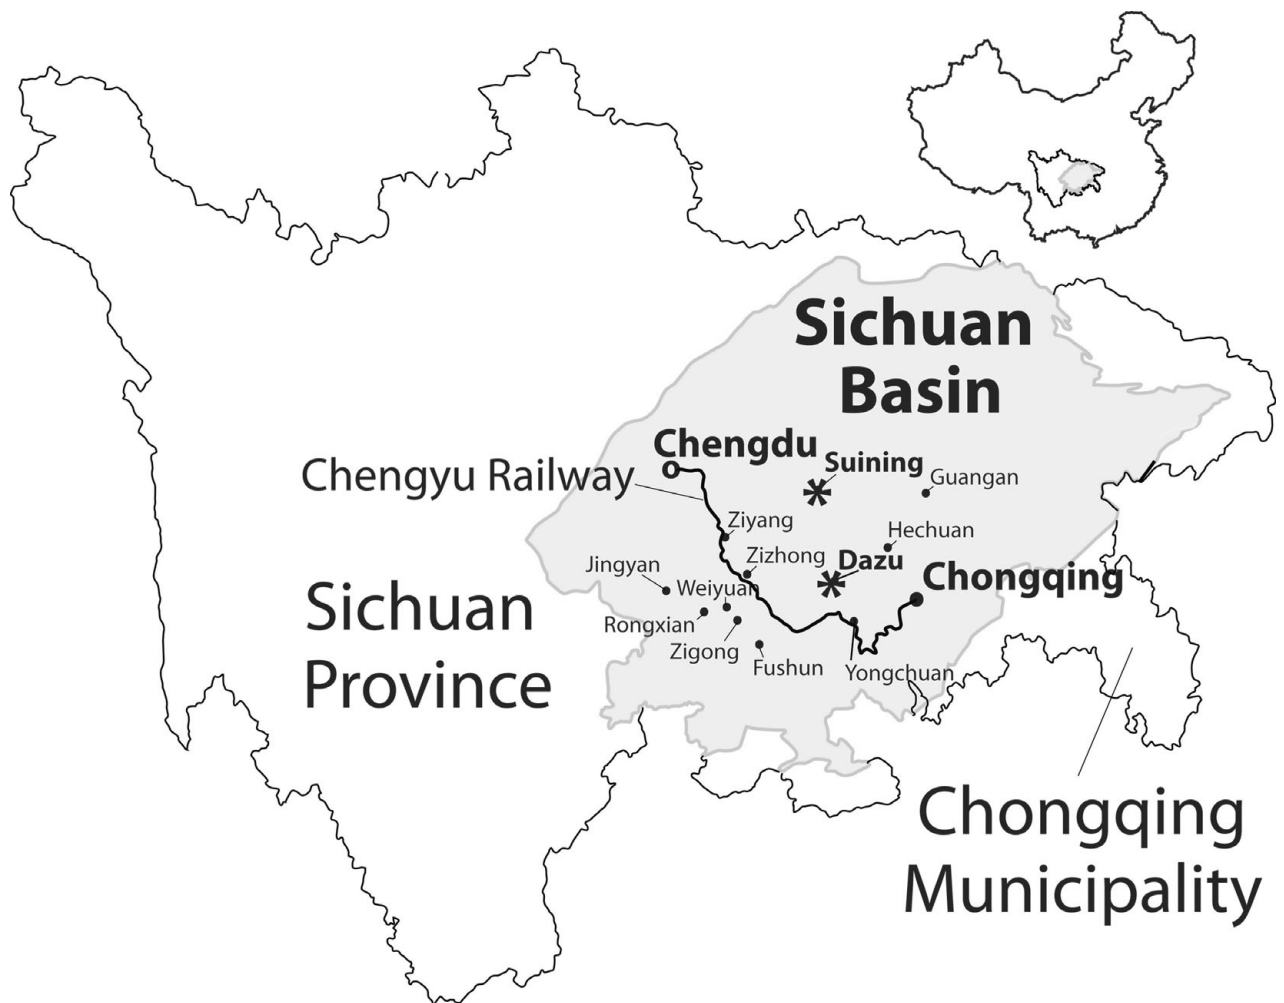 Sichuan
Basin
Chengdu
Suining
Chengyu Railway
Guangan
Ziyang
Hechuan
Zizhong
Dazu
Jingyan
Chongqing
Weiyuan
Sichuan
Province
Rongxian
Zigong
Fushun
Yongchuan
Chongqing
Municipality